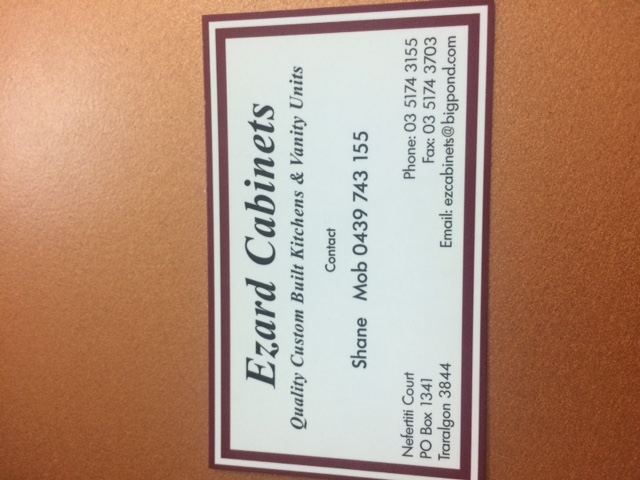 Ezard Cabinets
Quality Custom Built Kitchens & Vanity Units
Contact
Shane Mob 0439 743 155
Nefertiti Court
PO Box 1341
Traralgon 3844
Phone: 03 5174 3155
Fax: 03 5174 3703
Email: ezcabinets@bigpond.com